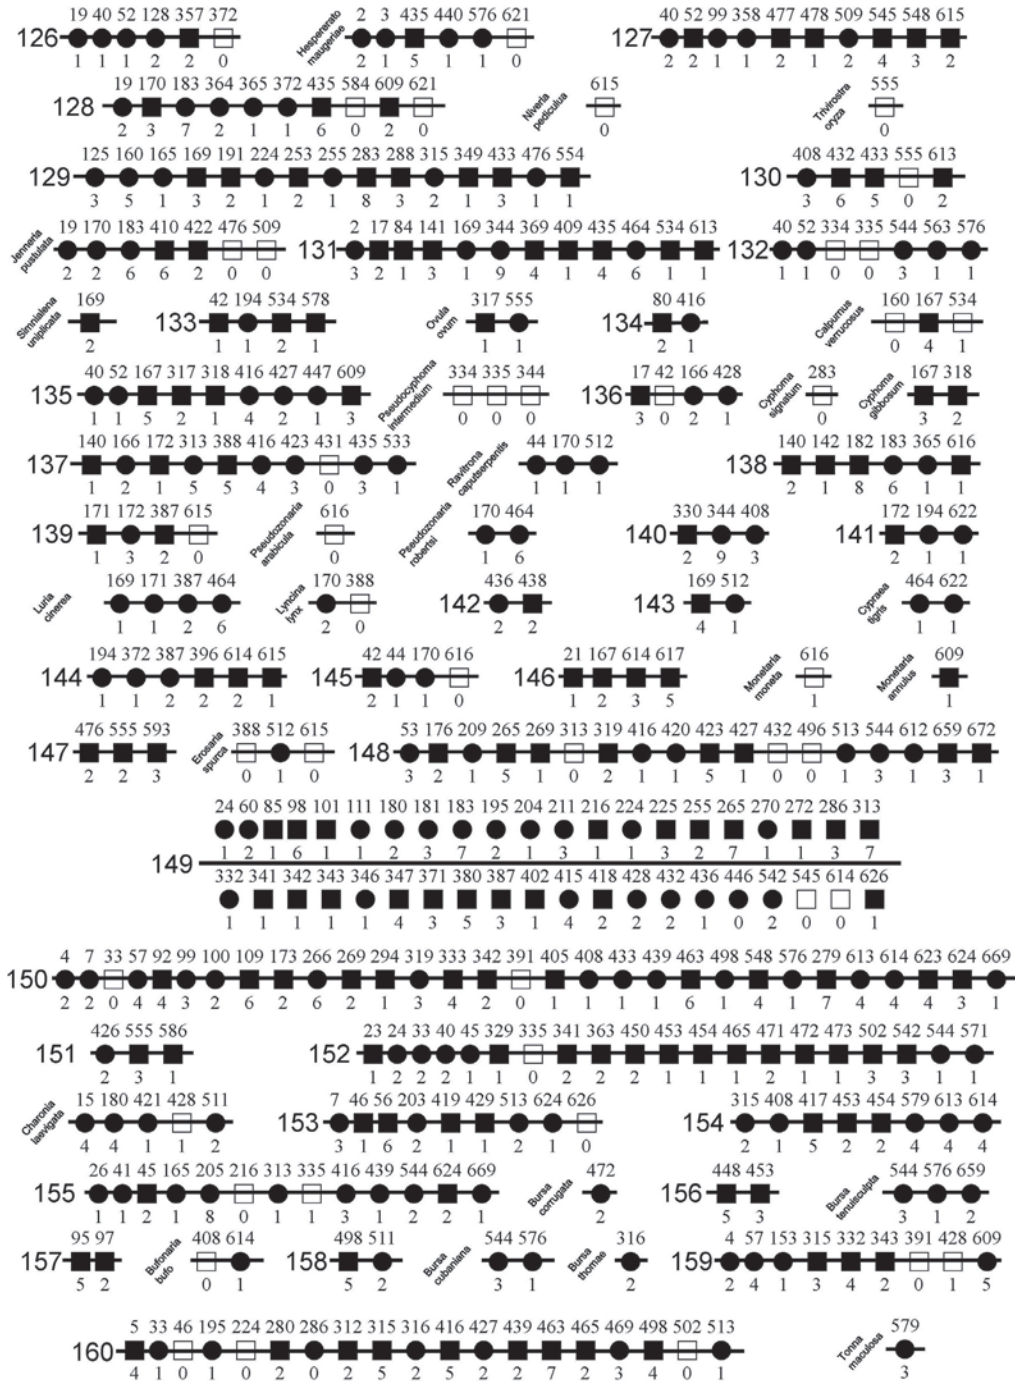 19 40 52 128 357 372 2 3 435 440 576 621 40 52 99 358 477 478 509 545 548 615
126 Hespererato maugeriae 127
1 1 1 2 2 0 2 1 5 1 1 0 2 2 1 1 2 1 2 4 3 2
19 170 183 364 365 372 435 584 609 621 615 555
128 Niveria pediculua Trivirostra oryza
2 3 7 2 1 1 6 0 2 0 0 0
125 160 165 169 191 224 253 255 283 288 315 349 433 476 554 408 432 433 555 613
129 130
3 5 1 3 2 1 2 1 8 3 2 1 3 1 1 3 6 5 0 2
19 170 183 410 422 476 509 2 17 84 141 169 344 369 409 435 464 534 613 40 52 334 335 544 563 576
Jenneria pustulata 131 132
2 2 6 6 2 0 0 3 2 1 3 1 9 4 1 4 6 1 1 1 1 0 0 3 1 1
169 42 194 534 578 317 555 80 416 160 167 534
Simnialena uniplicata 133 Ovula ovum 134 Calpurnus verrucosus
2 1 1 2 1 1 1 2 1 0 4 1
40 52 167 317 318 416 427 447 609 334 335 344 17 42 166 428 283 167 318
135 Pseudocyphoma intermedium 136 Cyphoma signatum Cyphoma gibbosum
1 1 5 2 1 4 2 1 3 0 0 0 3 0 2 1 0 3 2
140 166 172 313 388 416 423 431 435 533 44 170 512 140 142 182 183 365 616
137 Ravitrona caputserpentis 138
1 2 1 5 5 4 3 0 3 1 1 1 1 2 1 8 6 1 1
171 172 387 615 616 170 464 330 344 408 172 194 622
139 Pseudozonaria arabicula Pseudozonaria robertsi 140 141
1 3 2 0 0 1 6 2 9 3 2 1 1
169 171 387 464 170 388 436 438 169 512 464 622
Luria cinerea Lyncina lynx 142 143 Cypraea tigris
1 1 2 6 2 0 2 2 4 1 1 1
194 372 387 396 614 615 42 44 170 616 21 167 614 617 616 609
144 145 146 Monetaria moneta Monetaria annulus
1 1 2 2 2 1 2 1 1 0 1 2 3 5 1 1
476 555 593 388 512 615 53 176 209 265 269 313 319 416 420 423 427 432 496 513 544 612 659 672
147 Erosaria spurca 148
2 2 3 0 1 0 3 2 1 5 1 0 2 1 1 5 1 0 0 1 3 1 3 1
24 60 85 98 101 111 180 181 183 195 204 211 216 224 225 255 265 270 272 286 313
1 2 1 6 1 1 2 3 7 2 1 3 1 1 3 2 7 1 1 3 7
149
332 341 342 343 346 347 371 380 387 402 415 418 428 432 436 446 542 545 614 626
1 1 1 1 1 4 3 5 3 1 4 2 2 2 1 0 2 0 0 1
4 7 33 57 92 99 100 109 173 266 269 294 319 333 342 391 405 408 433 439 463 498 548 576 279 613 614 623 624 669
150
2 2 0 4 4 3 2 6 2 6 2 1 3 4 2 0 1 1 1 1 6 1 4 1 7 4 4 4 3 1
426 555 586 23 24 33 40 45 329 335 341 363 450 453 454 465 471 472 473 502 542 544 571
151 152
2 3 1 1 2 2 2 1 1 0 2 2 2 1 1 1 2 1 1 3 3 1 1
15 180 421 428 511 7 46 56 203 419 429 513 624 626 315 408 417 453 454 579 613 614
Charonia laevigata 153 154
4 4 1 1 2 3 1 6 2 1 1 2 1 0 2 1 5 2 2 4 4 4
26 41 45 165 205 216 313 335 416 439 544 624 669 472 448 453 544 576 659
155 Bursa corrugata 156 Bursa tenuisculpta
1 1 2 1 8 0 1 1 3 1 2 2 1 2 5 3 3 1 2
95 97 408 614 498 511 544 576 316 4 57 153 315 332 343 391 428 609
157 Bufonaria bufo 158 Bursa cubaniana Bursa thomae 159
5 2 0 1 5 2 3 1 2 2 4 1 3 4 2 0 1 5
5 33 46 195 224 280 286 312 315 316 416 427 439 463 465 469 498 502 513 579
160 Tonna maculosa
4 1 0 1 0 2 0 2 5 2 5 2 2 7 2 3 4 0 1 3